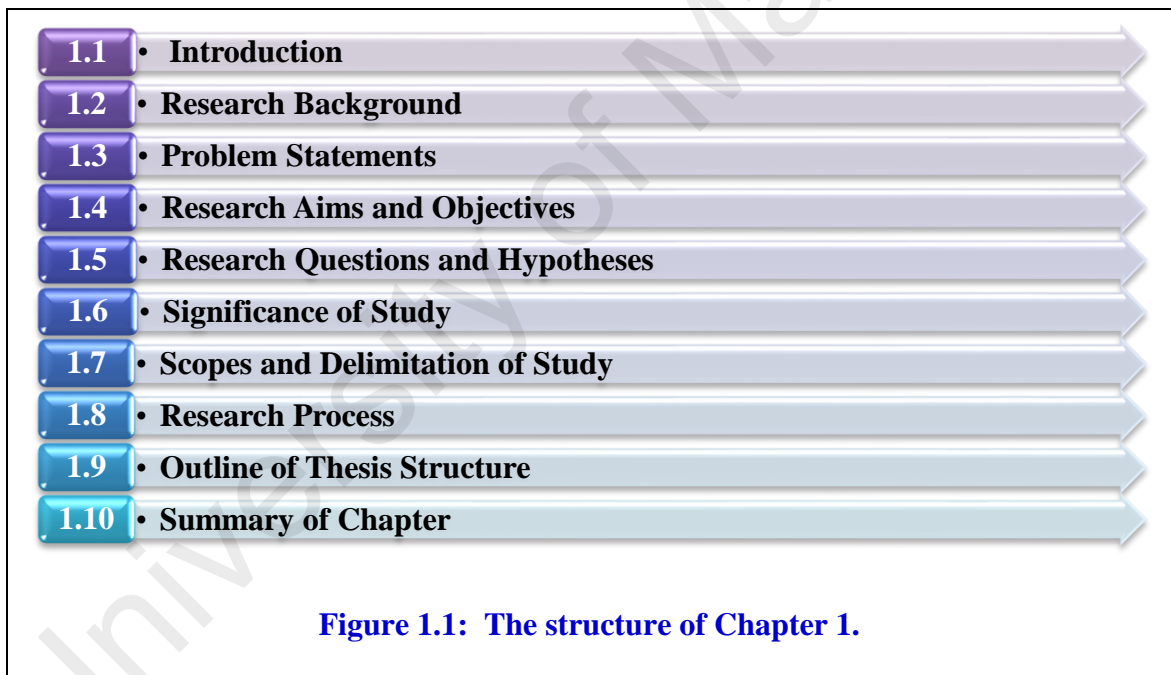 1.1 • Introduction
1.2 • Research Background
1.3 • Problem Statements
1.4 • Research Aims and Objectives
1.5 • Research Questions and Hypotheses
1.6 • Significance of Study
1.7 • Scopes and Delimitation of Study
1.8 • Research Process
1.9 • Outline of Thesis Structure
1.10 • Summary of Chapter
Figure 1.1: The structure of Chapter 1.
University of